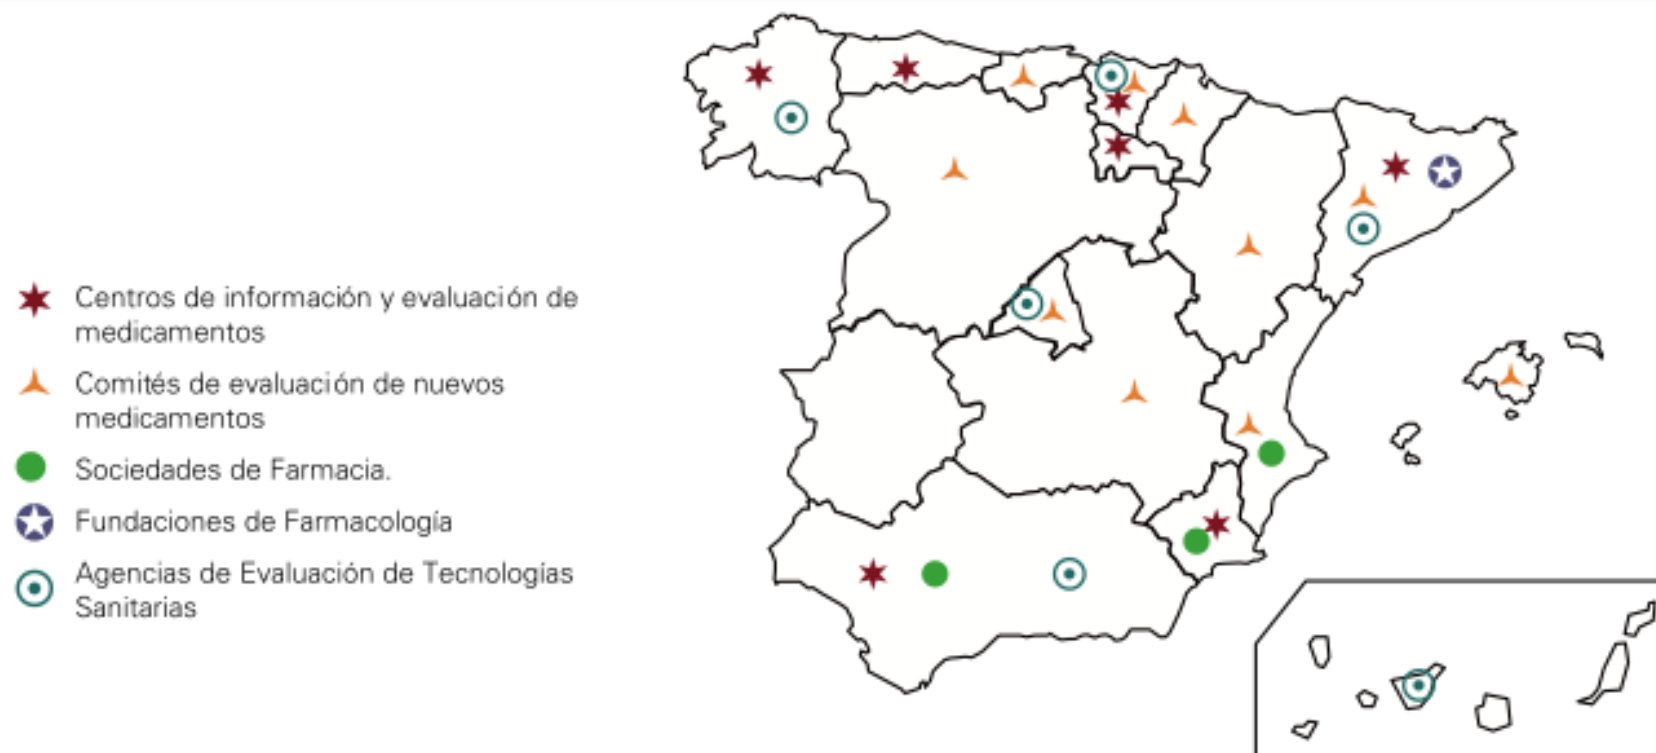 Centros de información y evaluación de
medicamentos
Comités de evaluación de nuevos
medicamentos
Sociedades de Farmacia.
Fundaciones de Farmacología
Agencias de Evaluación de Tecnologías
Sanitarias